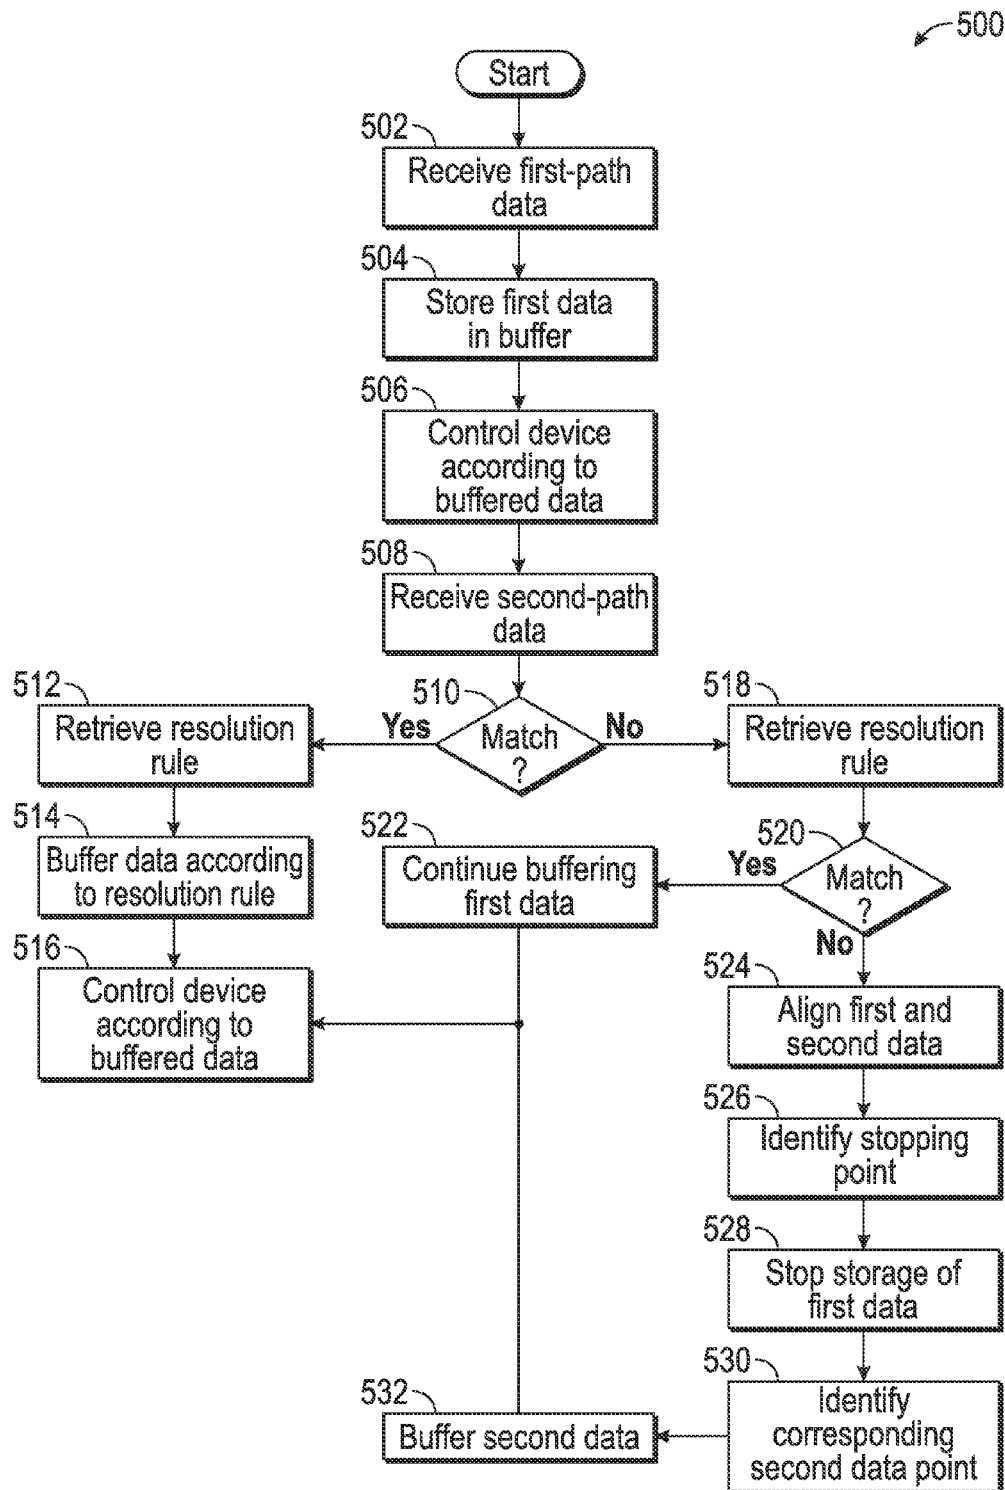 500
Start
502
Receive first-path
data
504
Store first data
in buffer
506
Control device
according to
buffered data
508
Receive second-path
data
510
Match
?
Yes
No
512
Retrieve resolution
rule
514
Buffer data according
to resolution rule
516
Control device
according to
buffered data
518
Retrieve resolution
rule
520
Match
?
Yes
No
522
Continue buffering
first data
524
Align first and
second data
526
Identify stopping
point
528
Stop storage of
first data
530
Identify
corresponding
second data point
532
Buffer second data